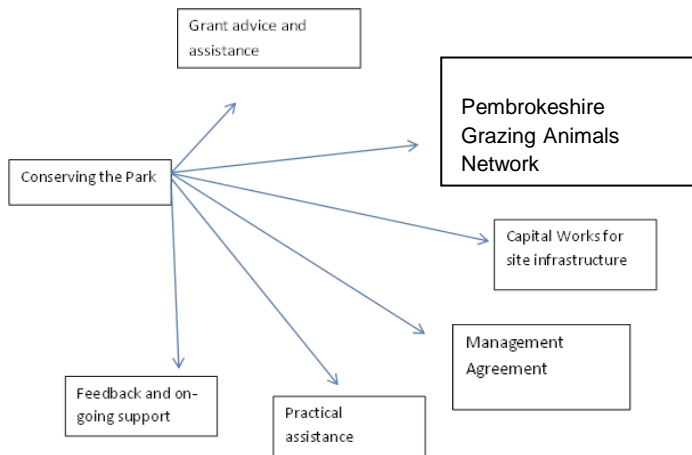 Grant advice and
assistance
Pembrokeshire
Grazing Animals
Network
Conserving the Park
Capital Works for
site infrastructure
Management
Agreement
Feedback and on-
going support
Practical
assistance